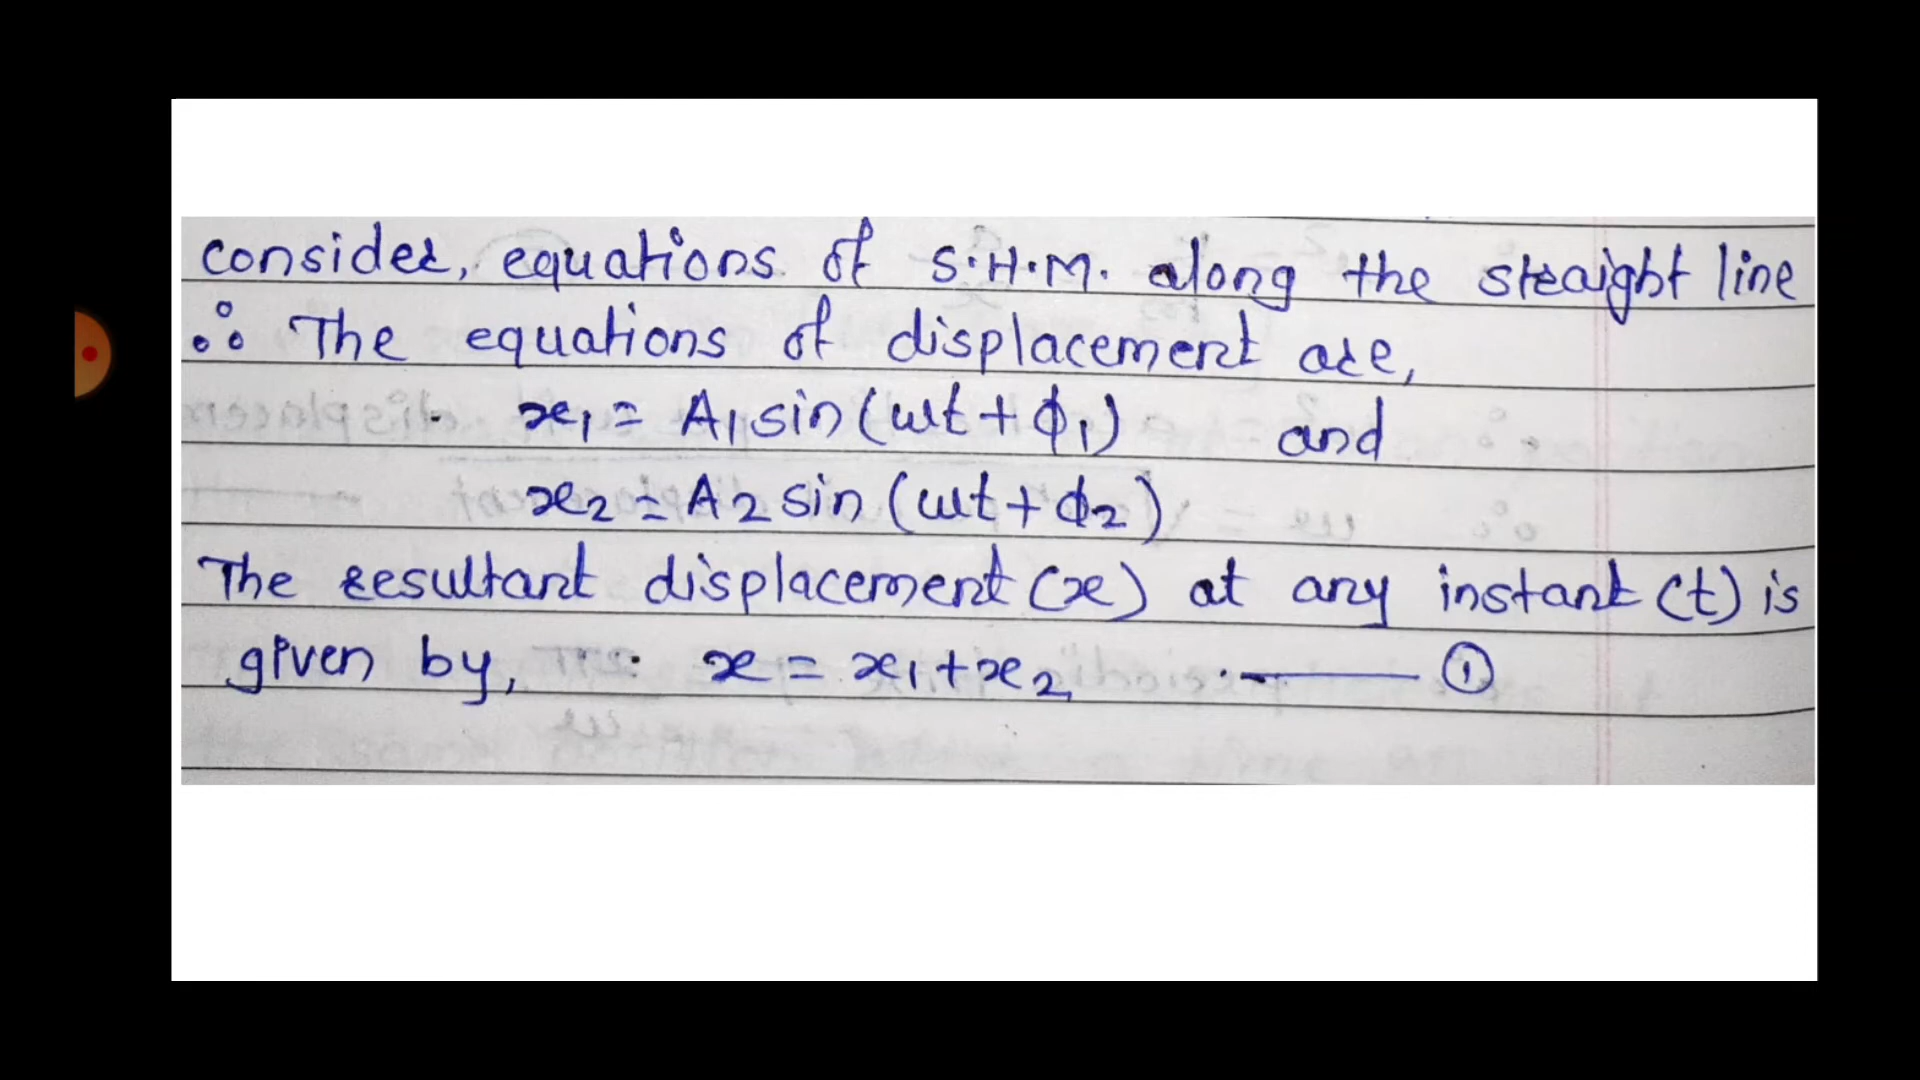 consider, equations of S.H.M. along the straight line
∴ The equations of displacement are,
x₁ = A₁ sin (ωt + ϕ₁) and
x₂ = A₂ sin (ωt + ϕ₂)
The resultant displacement (x) at any instant (t) is
given by, x = x₁ + x₂ —— ①